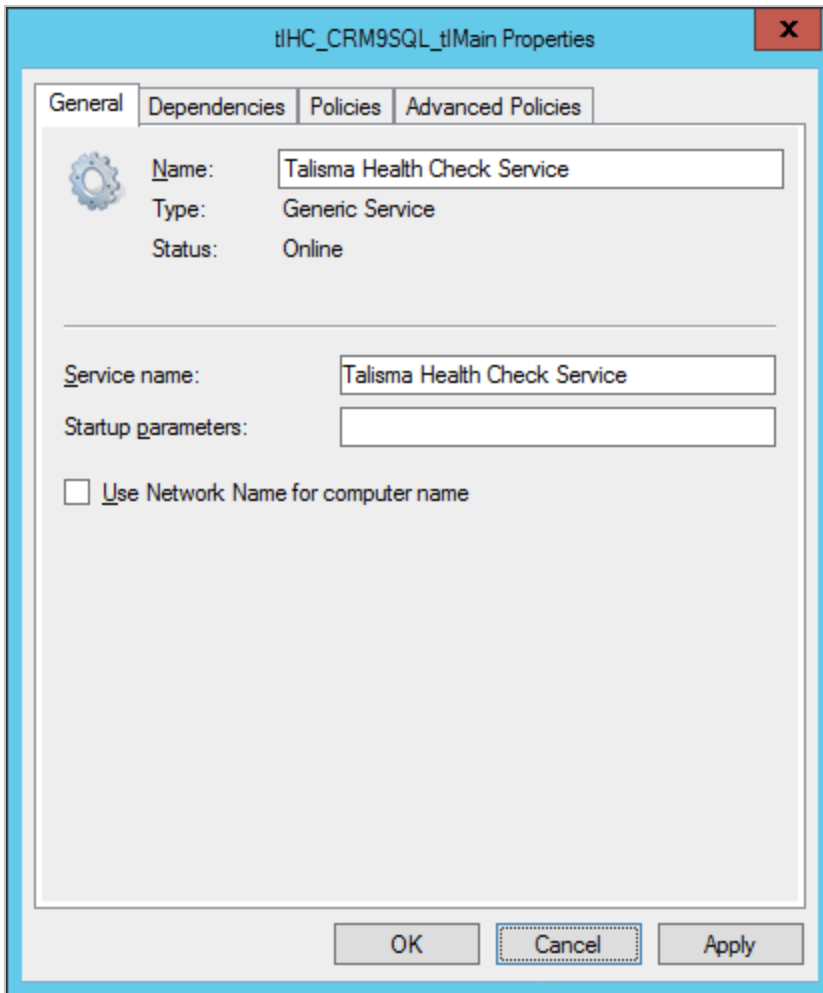 tlHC_CRM9SQL_tlMain Properties
x
General Dependencies Policies Advanced Policies
Name: Talisma Health Check Service
Type: Generic Service
Status: Online
Service name: Talisma Health Check Service
Startup parameters:
Use Network Name for computer name
OK Cancel Apply